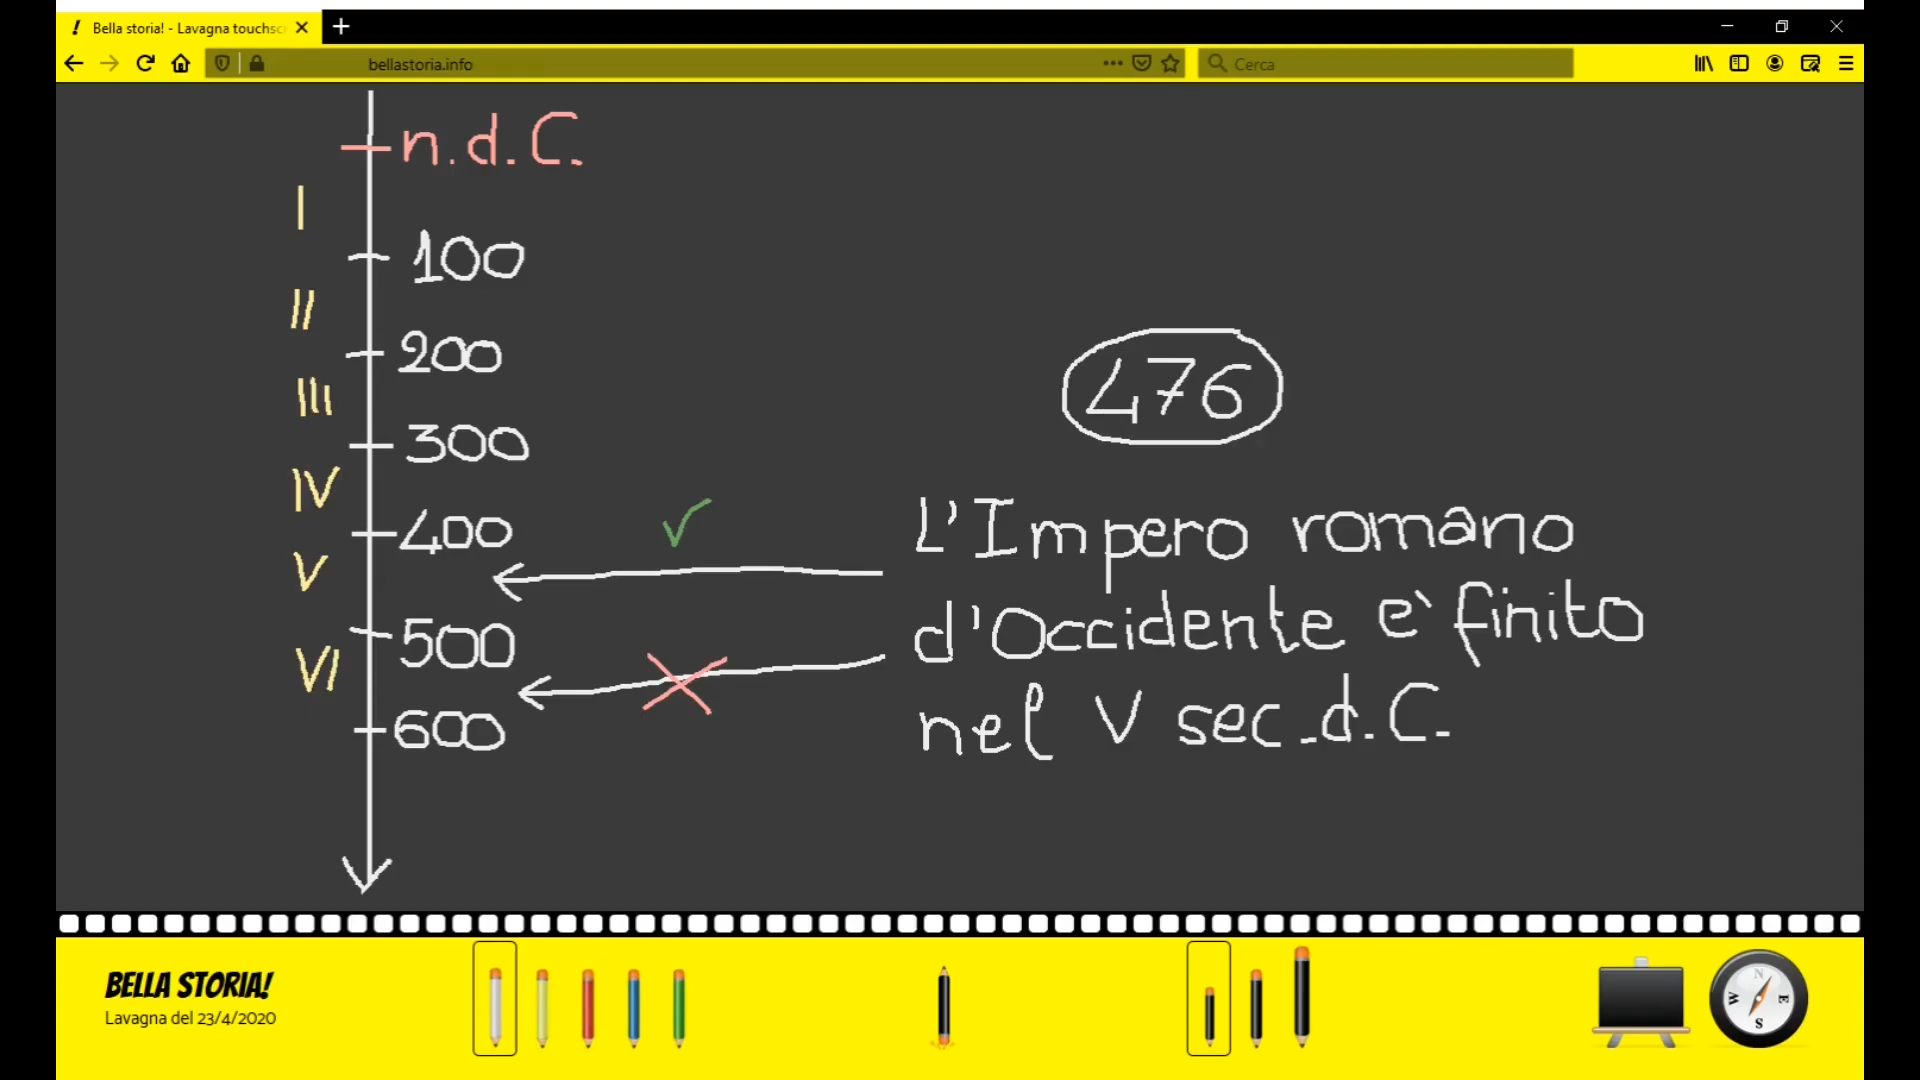 Bella storia! - Lavagna touchsc
bellastoria.info
Cerca
n.d.C.
I
100
II
200
III
300
IV
400
V
500
VI
600
476
L'Impero romano
d'Occidente è finito
nel V sec.d.C.
BELLA STORIA!
Lavagna del 23/4/2020
N
W
E
S